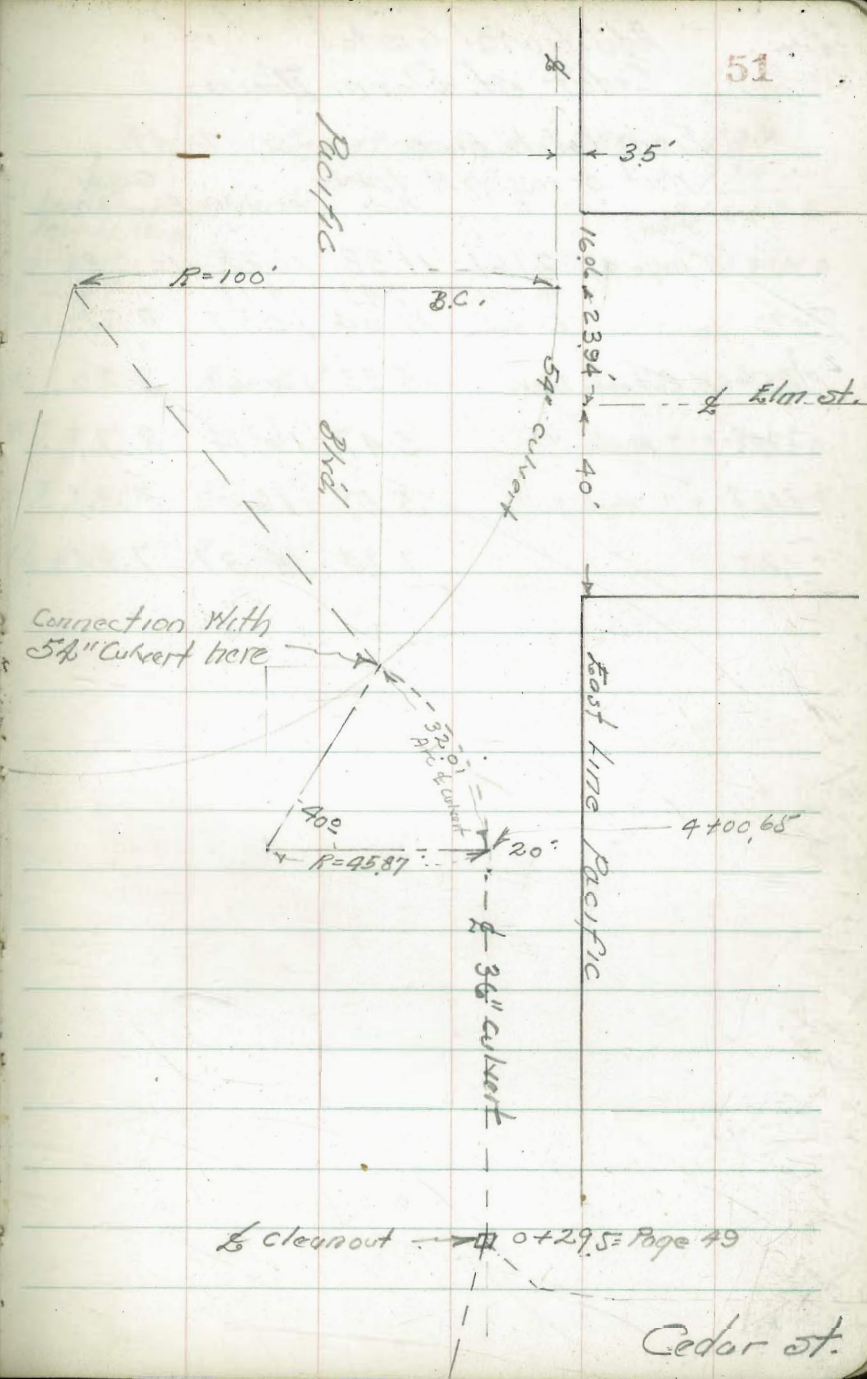 51
℄
35'
Pacific
Blvd
R=100'
B.C.
16.06 23.94'
54" culvert
℄ Elm st.
40'
Connection With
54" Culvert here
32.01
Arc ℄ culvert
40º
R=45.87'
20'
East Line Pacific
4+00.65
℄ 36" culvert
℄ cleanout
0+29.5= Page 49
Cedar st.